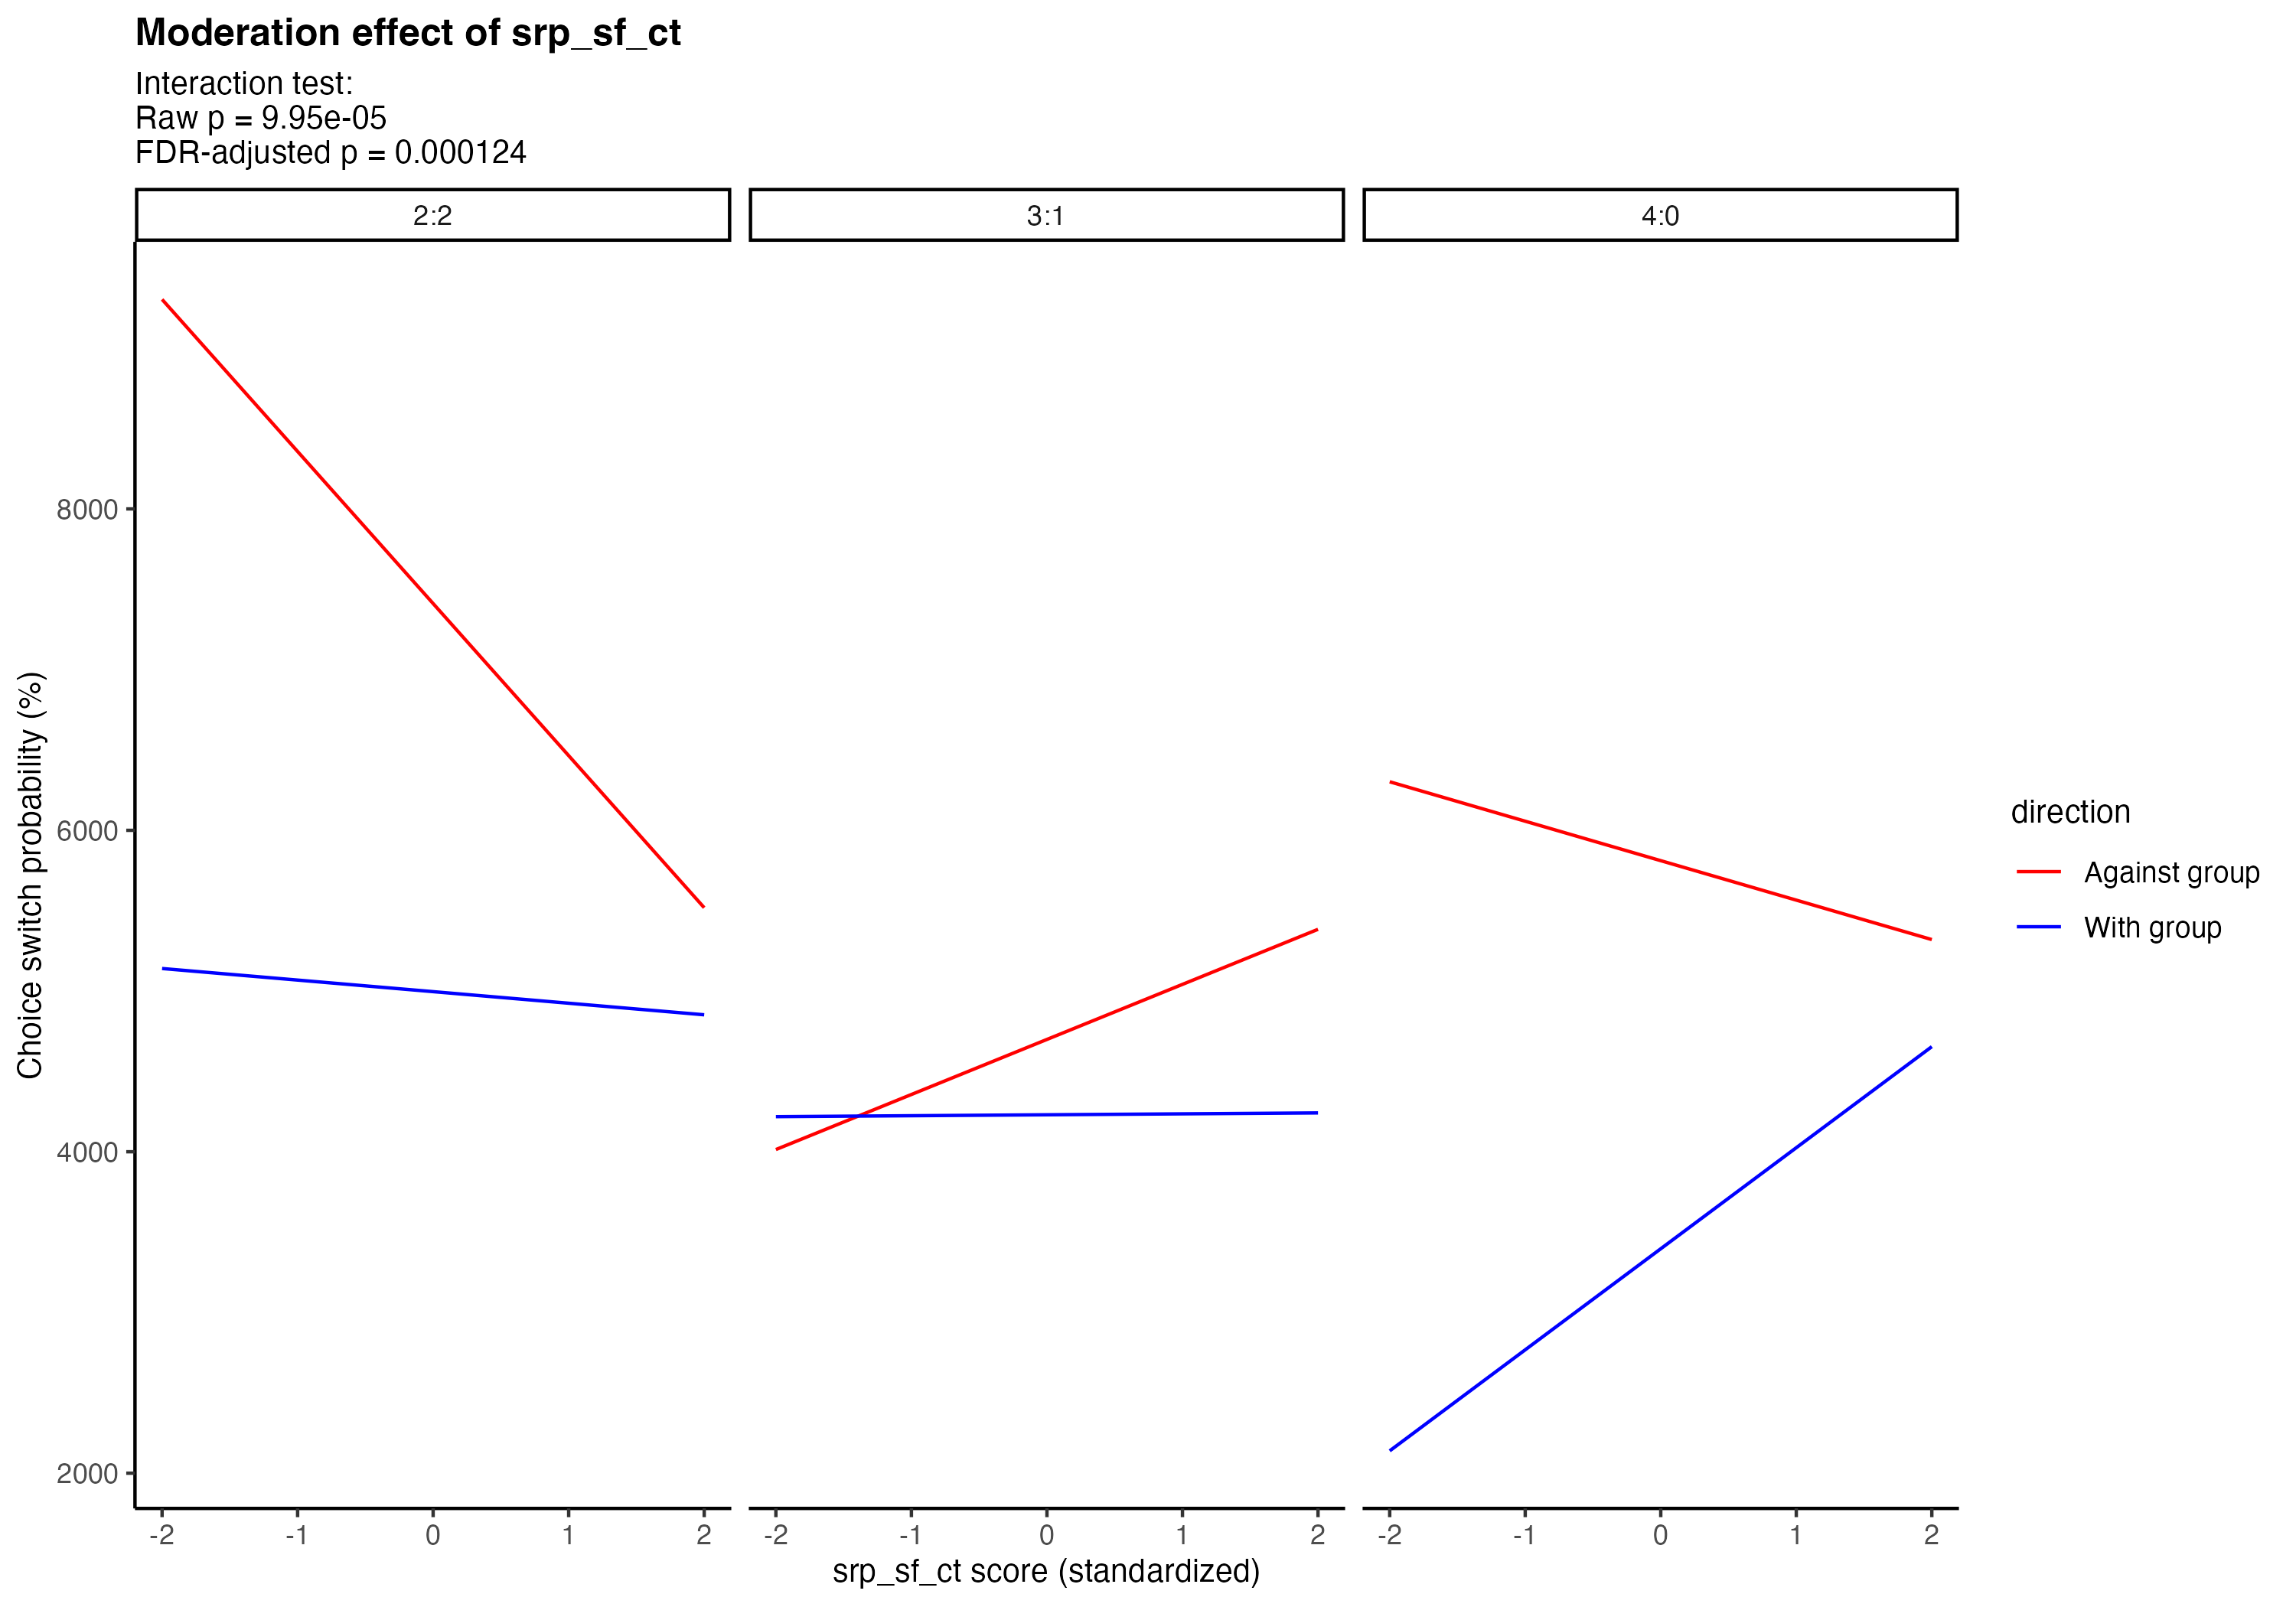 Moderation effect of srp_sf_ct
Interaction test:
Raw p = 9.95e-05
FDR-adjusted p = 0.000124
2:2
3:1
4:0
Choice switch probability (%)
8000
6000
4000
2000
-2 -1 0 1 2
-2 -1 0 1 2
-2 -1 0 1 2
srp_sf_ct score (standardized)
direction
Against group
With group